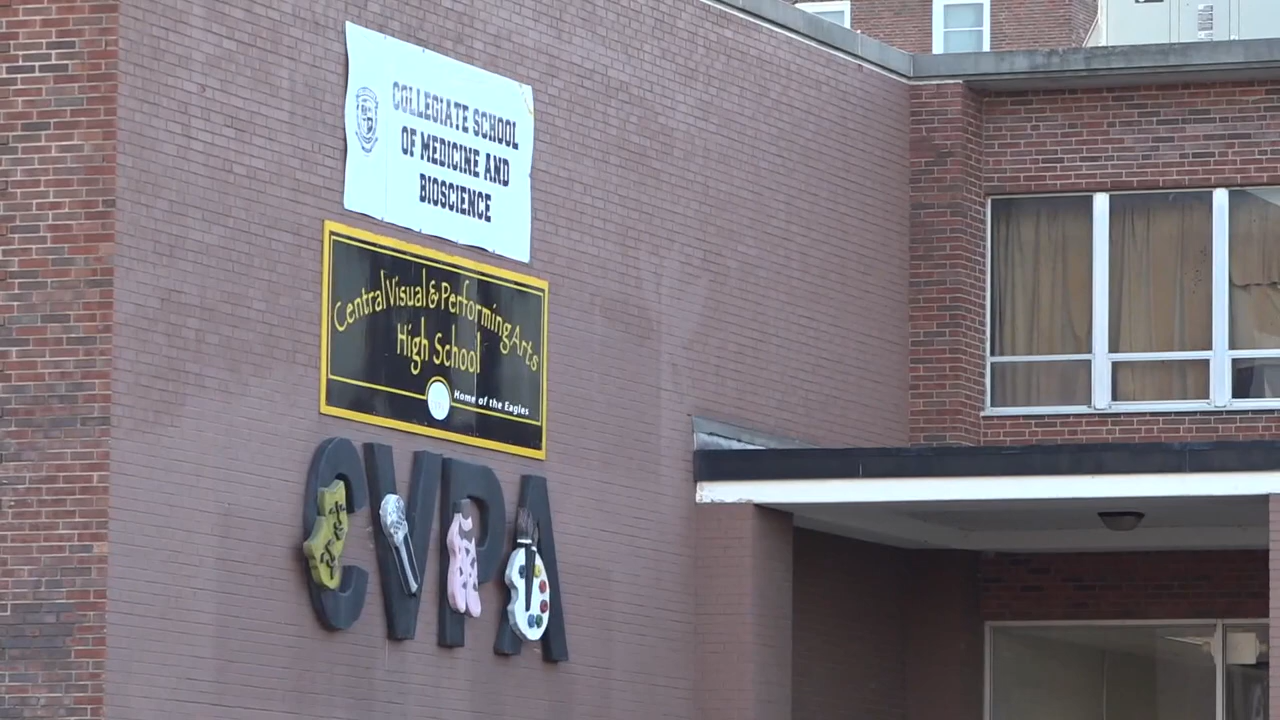 COLLEGIATE SCHOOL
OF MEDICINE AND
BIOSCIENCE
Central Visual & Performing Arts
High School
Home of the Eagles
CVPA